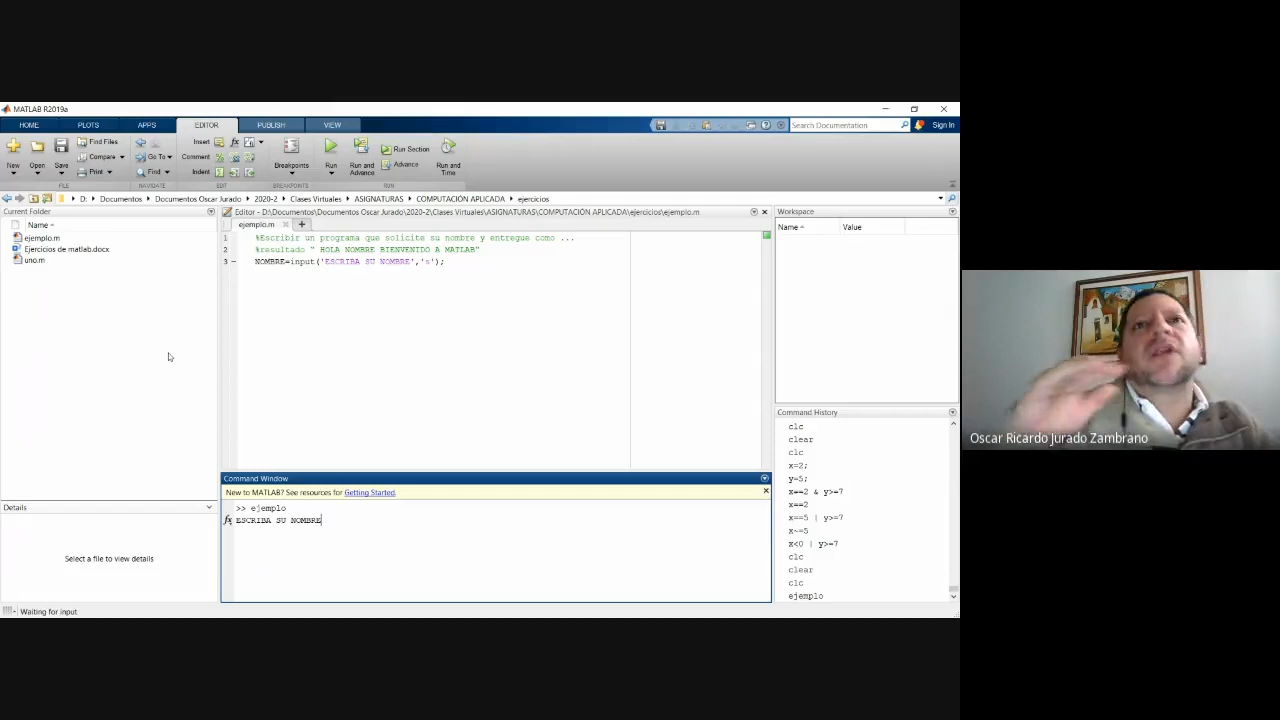 MATLAB R2019a
HOME PLOTS APPS EDITOR PUBLISH VIEW Search Documentation Sign In
New Open Save Find Files Compare Print Go To Find Insert Comment Indent Breakpoints Run Run and Advance Run Section Advance Run and Time
FILE NAVIGATE EDIT BREAKPOINTS RUN
D: Documentos Documentos Oscar Jurado 2020-2 Clases Virtuales ASIGNATURAS COMPUTACIÓN APLICADA ejercicios
Current Folder
Name
ejemplo.m
Ejercicios de matlab.docx
uno.m
Details
Select a file to view details
Editor - D:\Documentos\Documentos Oscar Jurado\2020-2\Clases Virtuales\ASIGNATURAS\COMPUTACIÓN APLICADA\ejercicios\ejemplo.m
ejemplo.m
1 %Escribir un programa que solicite su nombre y entregue como ...
2 %resultado " HOLA NOMBRE BIENVENIDO A MATLAB"
3 NOMBRE=input('ESCRIBA SU NOMBRE','s');
Command Window
New to MATLAB? See resources for Getting Started.
>> ejemplo
fx ESCRIBA SU NOMBRE
Workspace
Name Value
Command History
clc
clear
clc
x=2;
y=5;
x==2 & y>=7
x==2
x==5 | y>=7
x~=5
x<0 | y>=7
clc
clear
clc
ejemplo
Waiting for input
Oscar Ricardo Jurado Zambrano